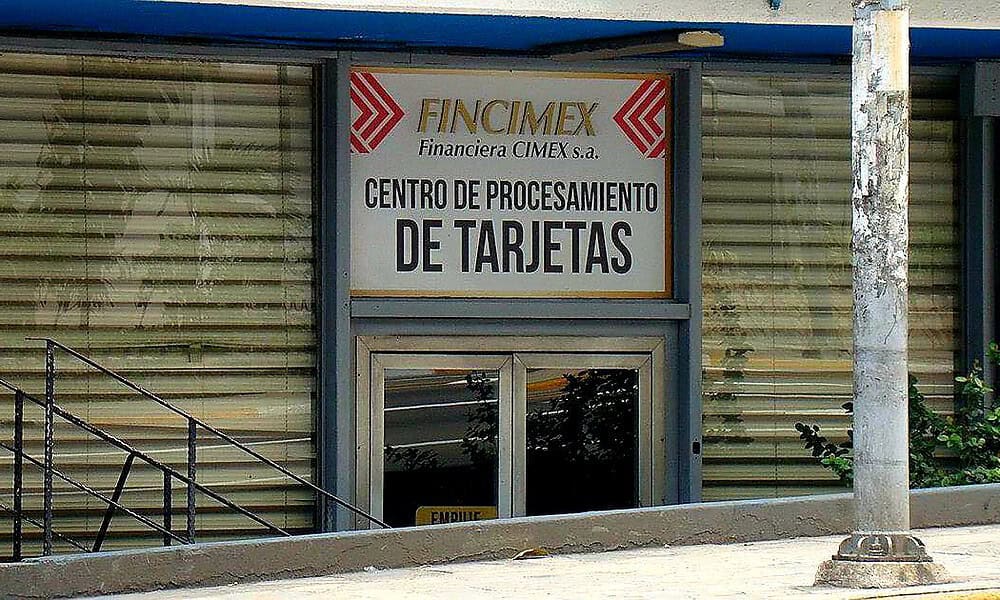 FINCIMEX
Financiera CIMEX s.a.
CENTRO DE PROCESAMIENTO
DE TARJETAS
EMPUJE